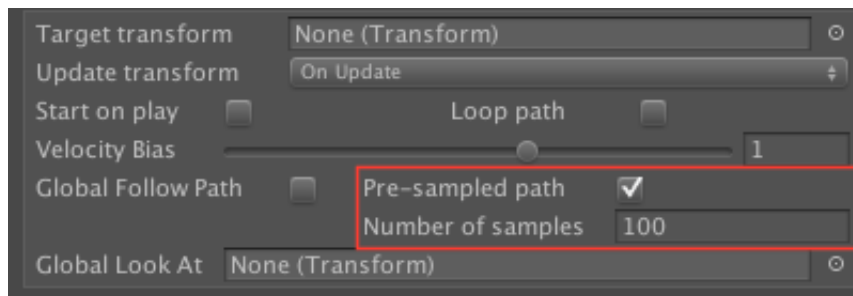 Target transform None (Transform)
Update transform On Update
Start on play Loop path
Velocity Bias 1
Global Follow Path Pre-sampled path
Number of samples 100
Global Look At None (Transform)